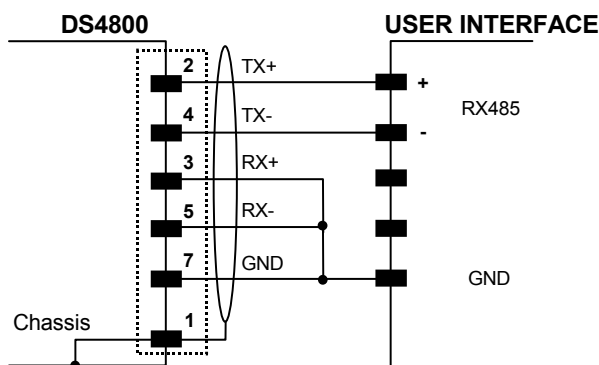 DS4800 USER INTERFACE
2 TX+ +
RX485
4 TX- -
3 RX+
5 RX-
7 GND GND
Chassis 1